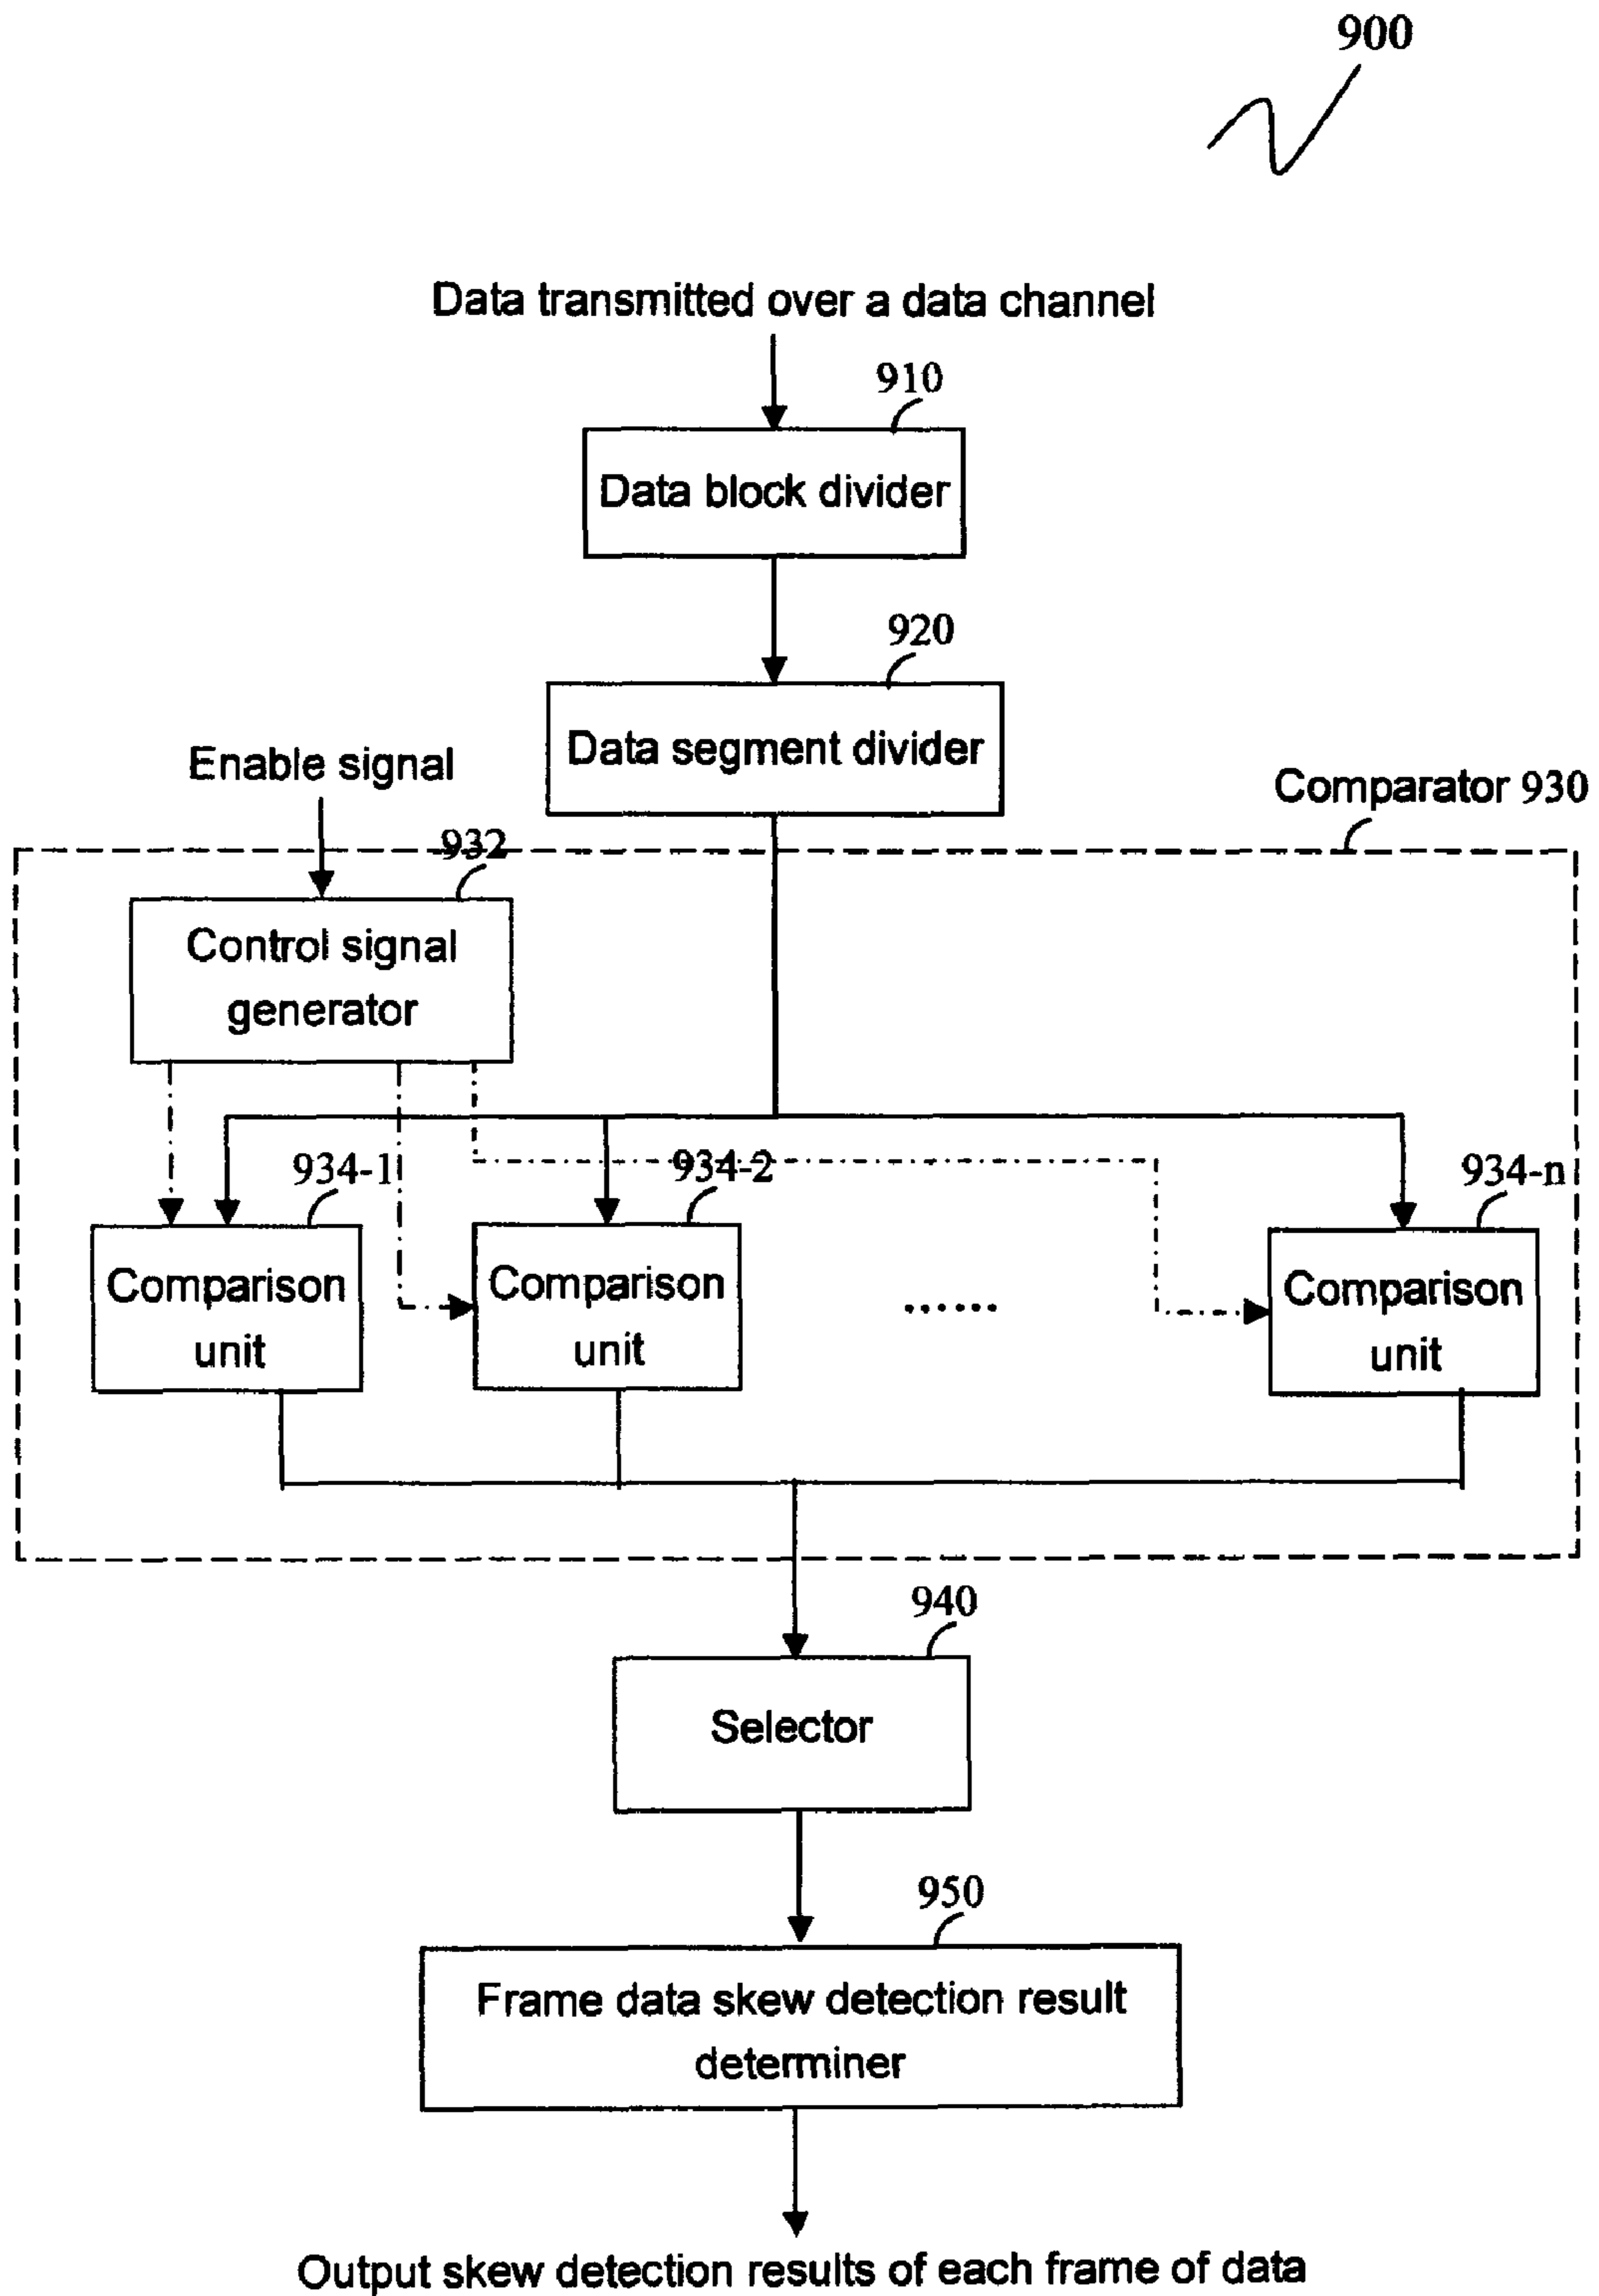 900
Data transmitted over a data channel
910
Data block divider
920
Data segment divider
Enable signal
Comparator 930
932
Control signal
generator
934-1
934-2
934-n
Comparison
unit
Comparison
unit
......
Comparison
unit
940
Selector
950
Frame data skew detection result
determiner
Output skew detection results of each frame of data